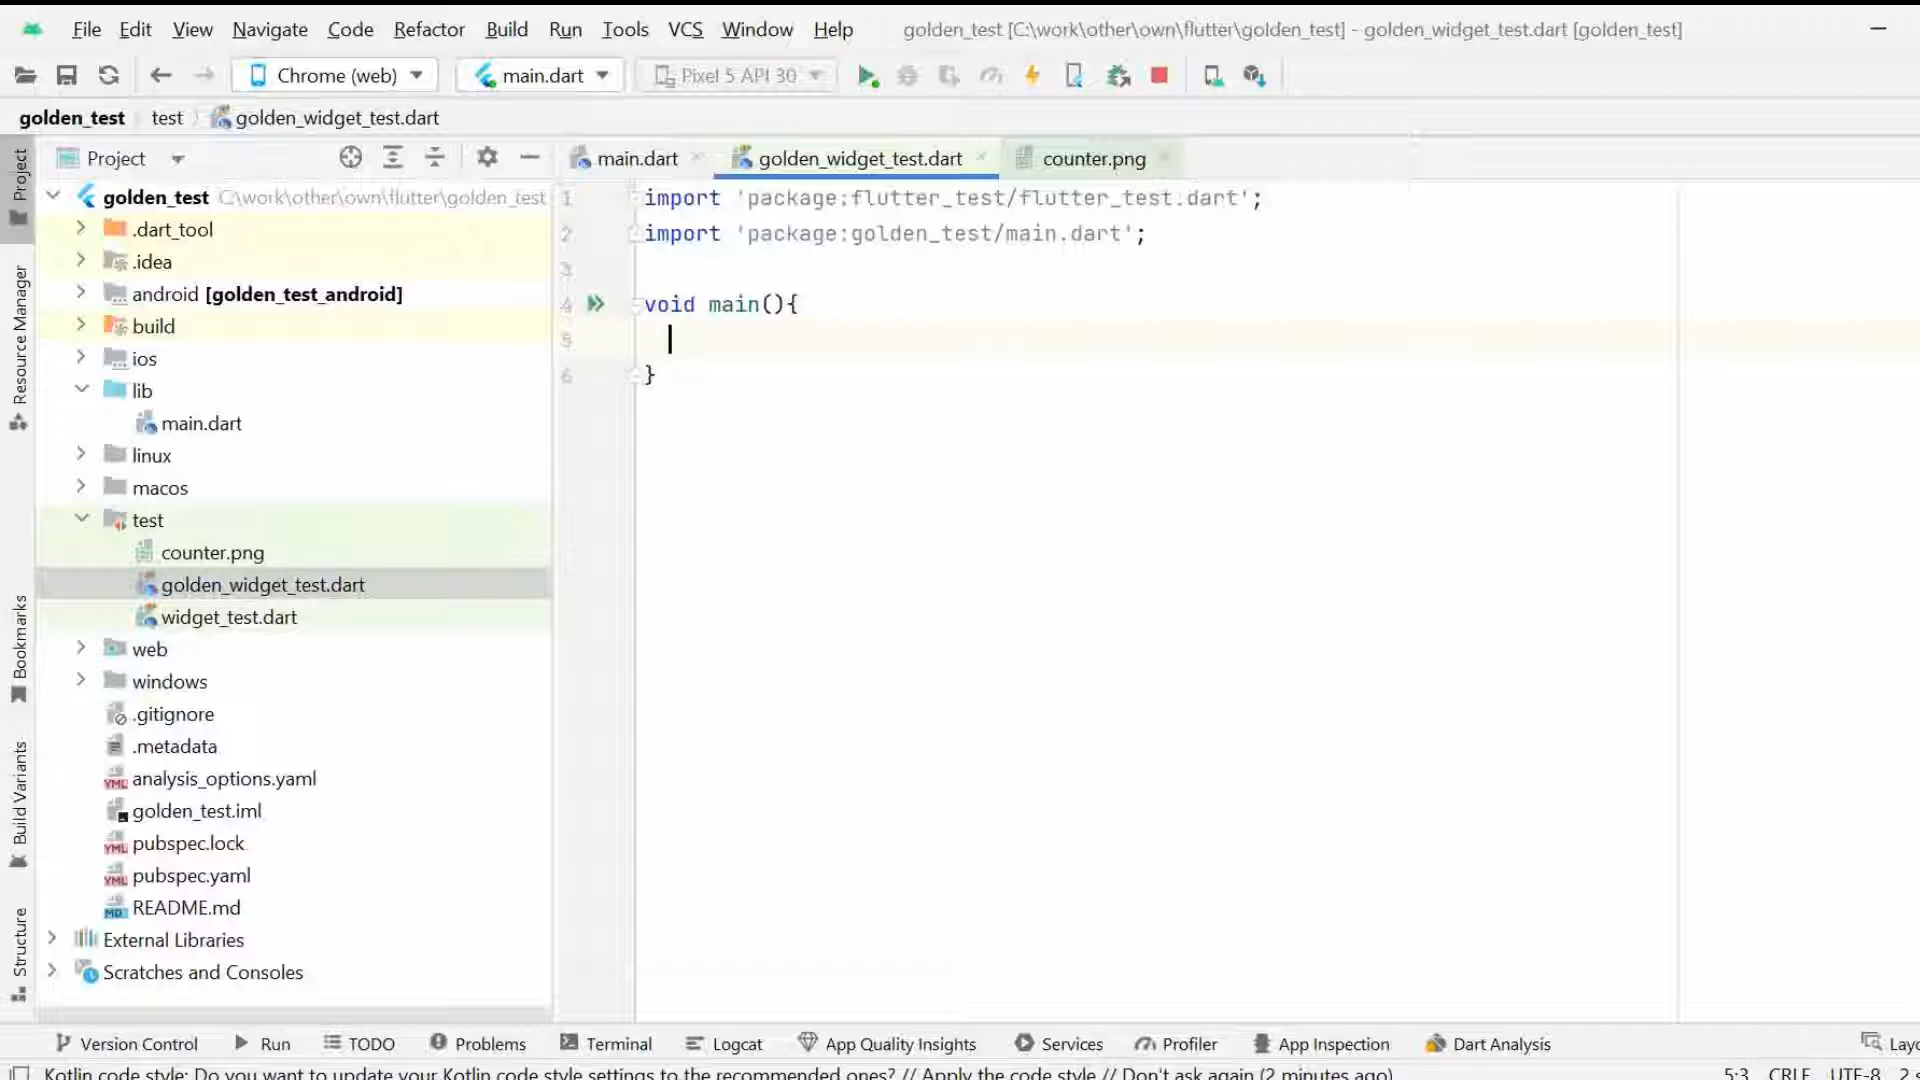 File Edit View Navigate Code Refactor Build Run Tools VCS Window Help golden_test [C:\work\other\own\flutter\golden_test] - golden_widget_test.dart [golden_test]
Chrome (web) main.dart Pixel 5 API 30
golden_test test golden_widget_test.dart
Project main.dart golden_widget_test.dart counter.png
golden_test C:\work\other\own\flutter\golden_test
.dart_tool
.idea
android [golden_test_android]
build
ios
lib
main.dart
linux
macos
test
counter.png
golden_widget_test.dart
widget_test.dart
web
windows
.gitignore
.metadata
analysis_options.yaml
golden_test.iml
pubspec.lock
pubspec.yaml
README.md
External Libraries
Scratches and Consoles
1 import 'package:flutter_test/flutter_test.dart';
2 import 'package:golden_test/main.dart';
3
4 void main(){
5
6 }
Project
Resource Manager
Bookmarks
Build Variants
Structure
Version Control Run TODO Problems Terminal Logcat App Quality Insights Services Profiler App Inspection Dart Analysis Layo
Kotlin code style: Do you want to update your Kotlin code style settings to the recommended ones? // Apply the code style // Don't ask again (2 minutes ago) 5:3 CRLF UTF-8 2 s